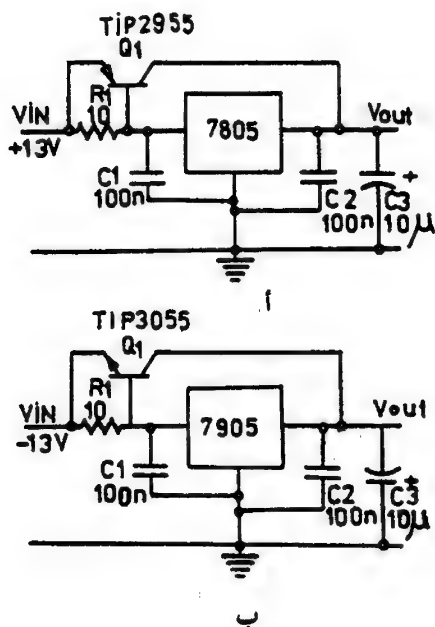 TiP2955
Q1
R1
10
ViN
+13V
7805
Vout
C1
100n
C2
100n
C3
+
10μ
أ
TIP3055
Q1
R1
10
ViN
-13V
7905
Vout
C1
100n
C2
100n
C3
+
10μ
ب